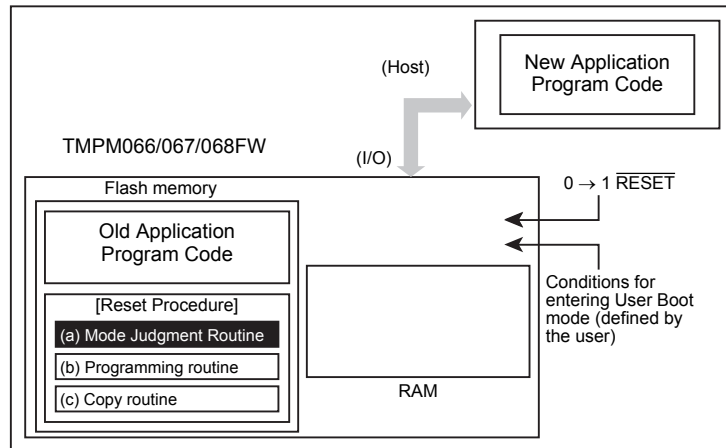 New Application
Program Code
(Host)
TMPM066/067/068FW
(I/O)
0 → 1 RESET
Flash memory
Old Application
Program Code
Conditions for
entering User Boot
mode (defined by
the user)
[Reset Procedure]
(a) Mode Judgment Routine
(b) Programming routine
(c) Copy routine
RAM